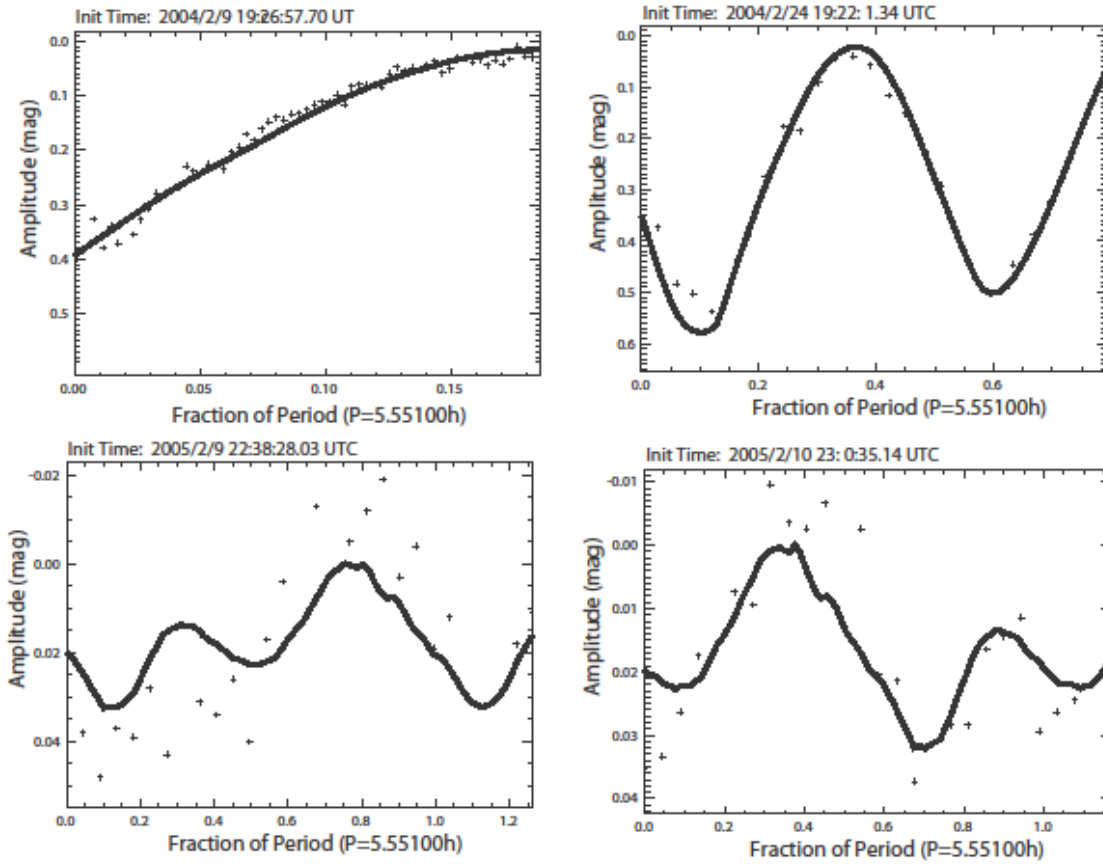 Init Time: 2004/2/9 19:26:57.70 UT
0.0
0.1
0.2
0.3
0.4
0.5
Amplitude (mag)
0.00 0.05 0.10 0.15
Fraction of Period (P=5.55100h)
Init Time: 2004/2/24 19:22: 1.34 UTC
0.0
0.1
0.2
0.3
0.4
0.5
0.6
Amplitude (mag)
0.0 0.2 0.4 0.6
Fraction of Period (P=5.55100h)
Init Time: 2005/2/9 22:38:28.03 UTC
-0.02
0.00
0.02
0.04
Amplitude (mag)
0.0 0.2 0.4 0.6 0.8 1.0 1.2
Fraction of Period (P=5.55100h)
Init Time: 2005/2/10 23: 0:35.14 UTC
-0.01
0.00
0.01
0.02
0.03
0.04
Amplitude (mag)
0.0 0.2 0.4 0.6 0.8 1.0
Fraction of Period (P=5.55100h)